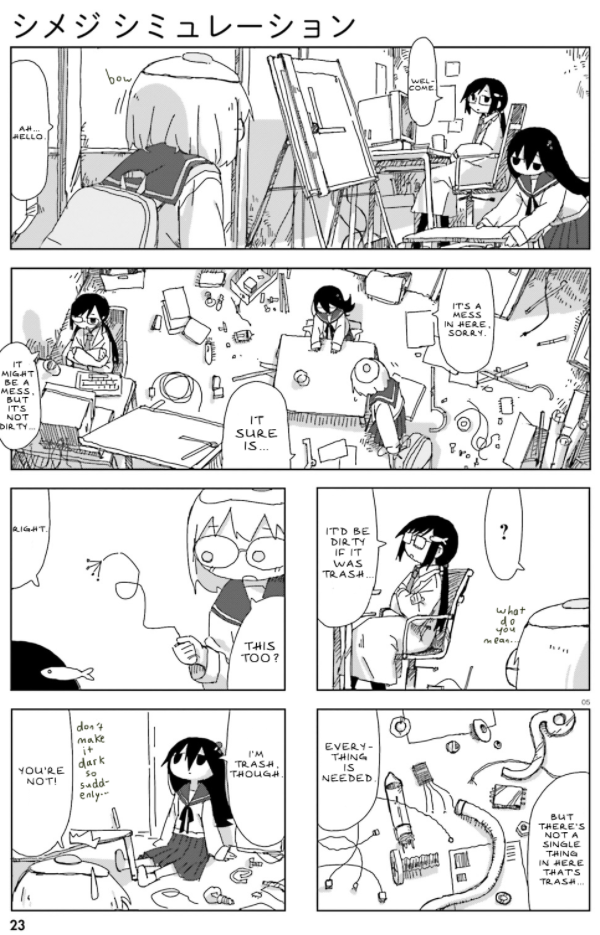 シメジ シミュレーション
WEL-
COME.
bow
AH...
HELLO.
IT'S A
MESS
IN HERE,
SORRY.
IT
SURE
IS...
IT
MIGHT
BE A
MESS,
BUT
ITS
NOT
DIRTY...
?
what
do
you
mean...
IT'D BE
DIRTY
IF IT
WAS
TRASH...
THIS
TOO?
RIGHT.
05
BUT
THERE'S
NOT A
SINGLE
THING
IN HERE
THAT'S
TRASH...
EVERY-
THING
IS
NEEDED.
I'M
TRASH,
THOUGH.
don't
make
it
dark
so
sudd-
enly...
YOU'RE
NOT!
23